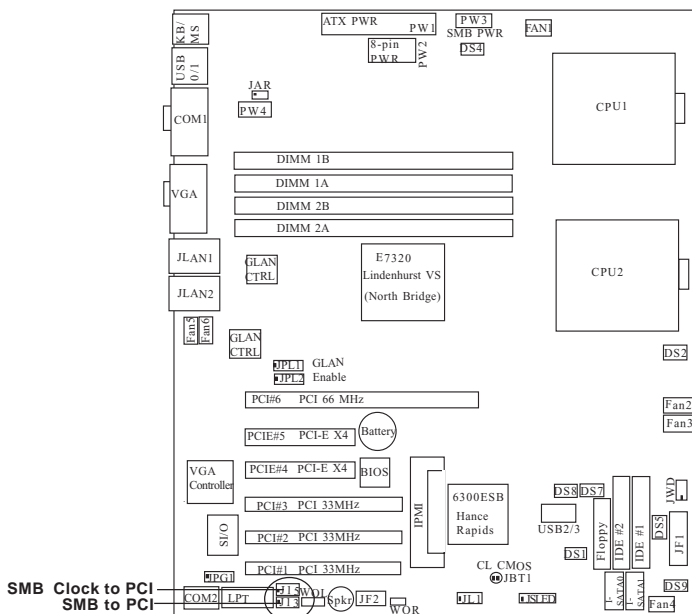 KB/
MS
USB
0/1
COM1
VGA
JLAN1
JLAN2
Fan5
Fan6
ATX PWR
PW1
8-pin
PWR
PW2
PW3
SMB PWR
DS4
FAN1
JAR
PW4
CPU1
DIMM 1B
DIMM 1A
DIMM 2B
DIMM 2A
GLAN
CTRL
E7320
Lindenhurst VS
(North Bridge)
CPU2
GLAN
CTRL
JPL1
GLAN
JPL2
Enable
DS2
Fan2
Fan3
PCI#6 PCI 66 MHz
PCIE#5 PCI-E X4
Battery
PCIE#4 PCI-E X4
BIOS
VGA
Controller
PCI#3 PCI 33MHz
SI/O
PCI#2 PCI 33MHz
PCI#1 PCI 33MHz
IPMI
6300ESB
Hance
Rapids
DS8
DS7
USB2/3
DS1
Floppy
IDE #2
IDE #1
JWD
DS5
JF1
CL CMOS
JBT1
JPG1
SMB Clock to PCI
SMB to PCI
COM2
LPT
J15
J13
WOL
Spkr
JF2
WOR
JL1
JSLED
I-
SATA0
I-
SATA1
DS9
Fan4